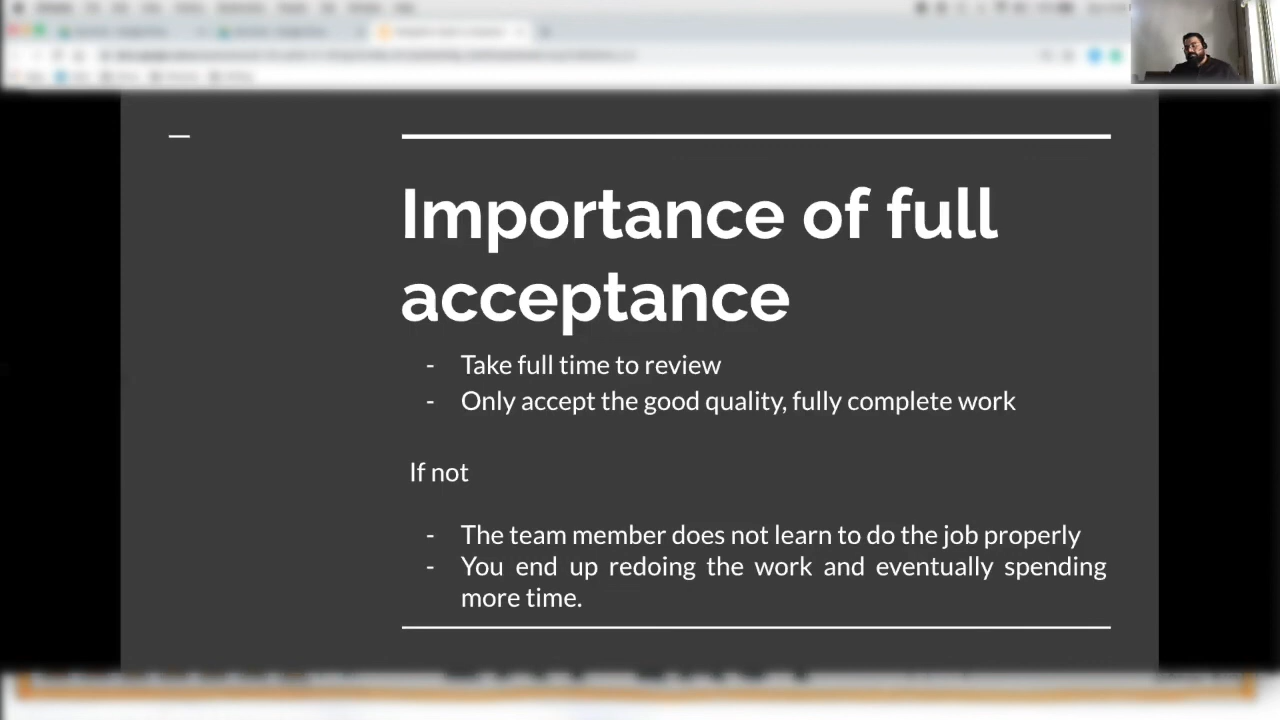 Importance of full
acceptance
- Take full time to review
- Only accept the good quality, fully complete work
If not
- The team member does not learn to do the job properly
- You end up redoing the work and eventually spending
more time.